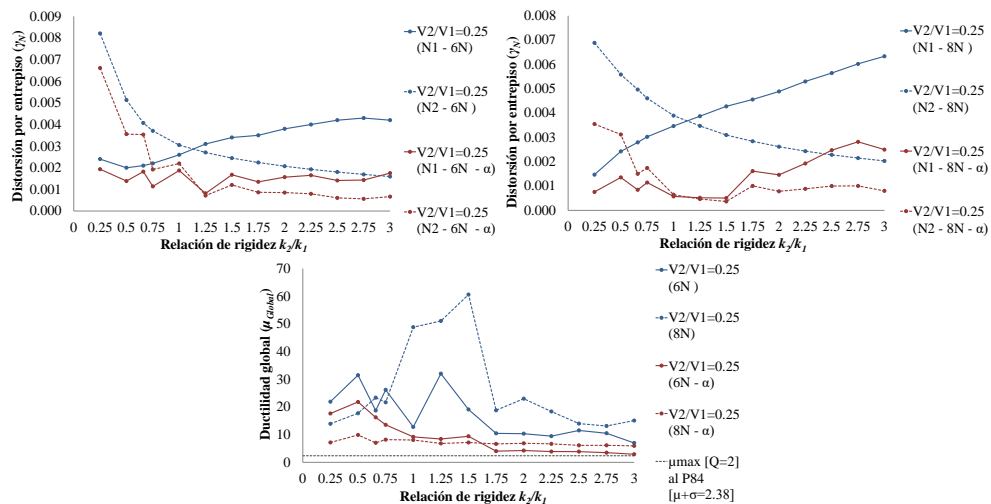 Distorsión por entrepiso (γN)
0.009
0.008
0.007
0.006
0.005
0.004
0.003
0.002
0.001
0.000
0 0.25 0.5 0.75 1 1.25 1.5 1.75 2 2.25 2.5 2.75 3
Relación de rigidez k2/k1
V2/V1=0.25
(N1 - 6N)
V2/V1=0.25
(N2 - 6N )
V2/V1=0.25
(N1 - 6N - α)
V2/V1=0.25
(N2 - 6N - α)
Distorsión por entrepiso (γN)
0.008
0.007
0.006
0.005
0.004
0.003
0.002
0.001
0.000
0 0.25 0.5 0.75 1 1.25 1.5 1.75 2 2.25 2.5 2.75 3
Relación de rigidez k2/k1
V2/V1=0.25
(N1 - 8N )
V2/V1=0.25
(N2 - 8N)
V2/V1=0.25
(N1 - 8N - α)
V2/V1=0.25
(N2 - 8N - α)
Ductilidad global (μGlobal)
70
60
50
40
30
20
10
0
0 0.25 0.5 0.75 1 1.25 1.5 1.75 2 2.25 2.5 2.75 3
Relación de rigidez k2/k1
V2/V1=0.25
(6N )
V2/V1=0.25
(8N)
V2/V1=0.25
(6N - α)
V2/V1=0.25
(8N - α)
μmax [Q=2]
al P84
[μ+σ=2.38]